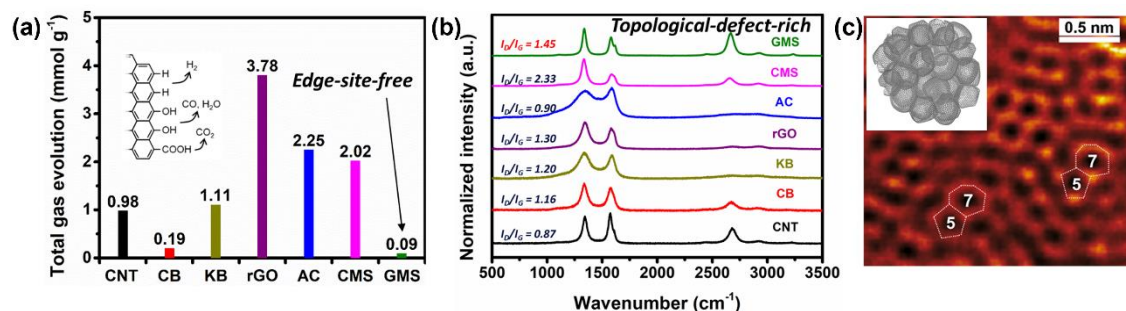 (a)
Total gas evolution (mmol g⁻¹)
5
4
3
2
1
0
H
H
OH
OH
COOH
H₂
CO, H₂O
CO₂
Edge-site-free
0.98
0.19
1.11
3.78
2.25
2.02
0.09
CNT CB KB rGO AC CMS GMS
(b)
Normalized intensity (a.u.)
Topological-defect-rich
I_D/I_G = 1.45 GMS
I_D/I_G = 2.33 CMS
I_D/I_G = 0.90 AC
I_D/I_G = 1.30 rGO
I_D/I_G = 1.20 KB
I_D/I_G = 1.16 CB
I_D/I_G = 0.87 CNT
500 1000 1500 2000 2500 3000 3500
Wavenumber (cm⁻¹)
(c)
0.5 nm
7
5
7
5